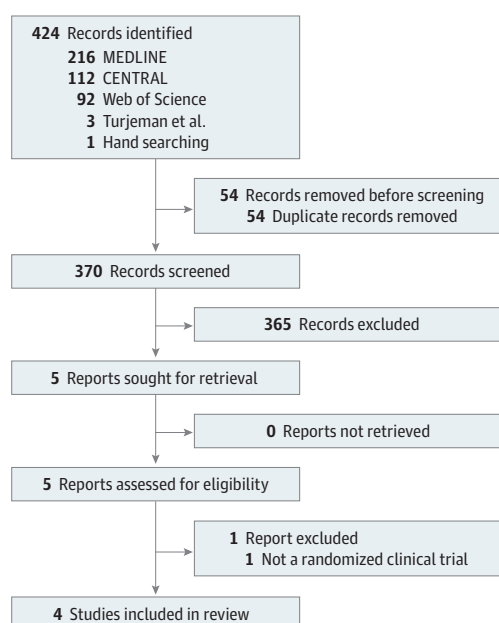 424 Records identified
216 MEDLINE
112 CENTRAL
92 Web of Science
3 Turjeman et al.
1 Hand searching
54 Records removed before screening
54 Duplicate records removed
370 Records screened
365 Records excluded
5 Reports sought for retrieval
0 Reports not retrieved
5 Reports assessed for eligibility
1 Report excluded
1 Not a randomized clinical trial
4 Studies included in review